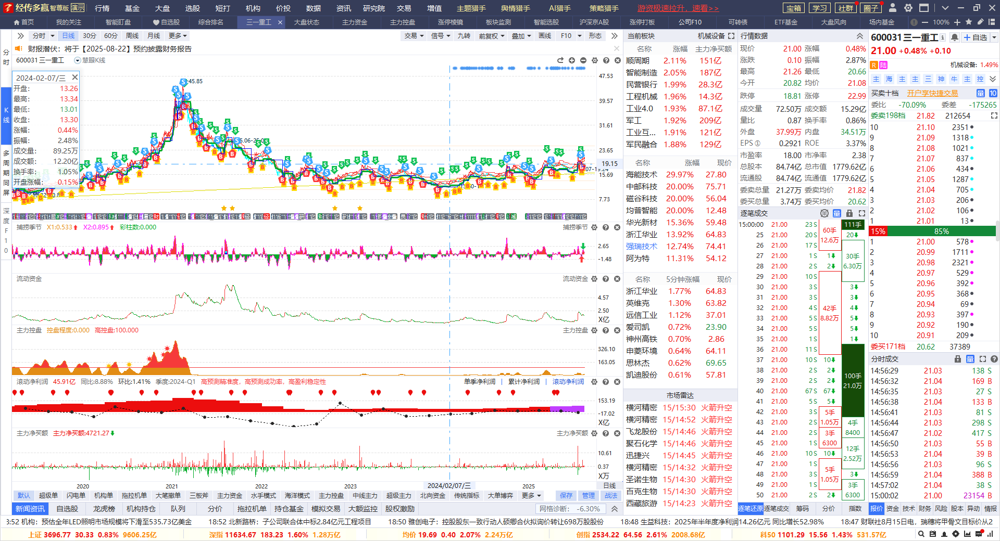 经传多赢 智尊版 演示 行情 基金 大盘 选股 短打 机构 价投 数据 资讯 研究院 交易 增值 主题猎手 舆情猎手 AI猎手 策略猎手 游资极速拉升，速看>> 宝箱 学习 社群 圈子
首页 我的关注 智能盯盘 自选股 综合排名 三一重工 × 大盘状态 主力资金 主力控盘 涨停棱镜 板块监测 智能选股 沪深京A股 涨停打板 公司F10 可转债 ETF基金 大盘风向 场内基金 100%
分时 日线 30分 60分 周线 月线 更多 交易 信号 九转 前复权 叠加 画线 F10 形态
财报潜伏：将于【2025-08-22】预约披露财务报告
600031 三一重工 慧眼K线
分时
K线
多周期同屏
深度F10
2024-02-07/三
开盘: 13.26
最高: 13.34
最低: 13.01
收盘: 13.30
涨幅: 0.44%
振幅: 2.48%
成交量: 89.25万
成交额: 12.20亿
换手率: 1.05%
开盘涨幅: 0.15%
45.85
47.53
39.57
31.61
23.65
19.15
15.69
7.73
捕捞季节 X1:0.533 X2:0.895 彩柱数:0.000 捕捞季节
2.65
-1.48
流动资金 流动资金
4.57
2.50
X亿
主力控盘 控盘程度:0.000 高控盘:100.000 主力控盘
326.10
163.05
滚动净利润 45.91亿 同比:8.88% 环比:1.41% 季度:2024-Q1 高预测精准度，高预测成功率，高盈利稳定性 单季净利润 | 累计净利润 | 滚动净利润
153.19
-17.02
X亿
主力净买额 主力净买额:4721.27 主力净买额
10.61
0.37
X万
2020 2021 2022 2023 2024/02/07/三 2025 日线
默认 超级单 闪电单 机构单 拖拉机单 大笔撤单 三板斧 主力资金 水手模式 海洋模式 主力控盘 中线主力 超级主力 北向资金 传统指标 大单博弈 更多 保存 管理 战法
新闻资讯 自选股 龙虎榜 机构持仓 队列 分价 拖拉机单 持仓基金 模拟交易 大额监控 股权激励 网格诊断: -6.30%
当前板块 机械设备
名称 涨幅 主力净买额
顺周期 2.11% 151亿
智能制造 2.05% 187亿
民营银行 1.99% 28.3亿
工程机械 1.96% 14.3亿
工业4.0 1.93% 87.1亿
军工 1.92% 209亿
工业互... 1.91% 121亿
军民融合 1.88% 129亿
名称 涨幅 现价
海能技术 29.97% 27.80
中邮科技 20.00% 75.71
磁谷科技 20.00% 56.04
均普智能 20.00% 12.48
华光新材 15.36% 59.48
浙江华业 13.92% 64.83
强瑞技术 12.74% 74.41
阿为特 11.31% 54.12
名称 5分钟涨幅 现价
浙江华业 1.77% 64.83
英维克 1.30% 63.82
远信工业 1.12% 37.01
爱司凯 0.72% 23.90
神州高铁 0.70% 2.86
申菱环境 0.64% 64.11
思林杰 0.62% 69.65
凯迪股份 0.61% 57.81
市场雷达
横河精密 15/15:30 火箭升空
横河精密 15/14:52 火箭升空
飞龙股份 15/14:46 火箭升空
聚石化学 15/14:46 火箭升空
迅捷兴 15/14:45 火箭升空
横河精密 15/14:32 火箭升空
圣诺生物 15/14:30 火箭升空
百克生物 15/14:30 火箭升空
西藏旅游 15/14:23 火箭升空
行情数据
现价 21.00 涨幅 0.48%
涨跌 0.10 振幅 2.87%
最高 21.26 最低 20.66
今开 20.82 均价 21.08
跌停 18.81 涨停 22.99
成交量 72.50万 成交额 15.29亿
量比 0.87 换手率 0.86%
外盘 37.99万 内盘 34.51万
EPS① 0.2921 ROE 3.37%
市盈率 18.00 市净率 2.38
总股本 84.74亿 总市值 1779.62亿
流通股 84.74亿 流通值 1779.62亿
委卖总量 21.27万 委卖均价 21.82
委买总量 3.74万 委买均价 20.62
逐笔成交 单 量
15:00:00 21.00 23 S
25 21.00 20 S
26 21.00 17 S
27 21.00 1 S
28 21.00 2 S
29 21.00 10 S
30 21.00 3 S
31 21.00 3 S
32 21.00 4 S
33 21.00 5 S
34 21.00 5 S
35 21.00 1 S
36 21.00 11 S
37 21.00 10 S
38 21.00 2 S
39 21.00 2 S
40 21.00 67 S
41 21.00 5 S
42 21.00 3 S
43 21.00 2 S
44 21.00 2 S
45 21.00 1 S
46 21.00 10 S
47 21.00 1 S
48 21.00 3 S
49 21.00 1 S
50 21.00 2 S
60手
12.6万
1
2
42手
8.82万
10
2
2
67
5
5手
1.05万
3手
6300
10
5手
1.05万
2
111手
20
30手
6.30万
3
3
4
5
5
1
100手
21.0万
4手
8400
12手
2.52万
3
3手
6300
逐笔还原 逐笔成交 筹码 分价 指数
600031 三一重工 自选
21.00 +0.48% +0.10
R 陆 机械设备: 1.49%
主 海 主 主 三 神 牛 主 控
买卖十档 开户享快捷交易 量 10
委比 -70.09% 委差 -175265
委卖198档 21.82 212654
10 21.10 2351
9 21.09 1318
8 21.08 1021
7 21.07 837
6 21.06 434
5 21.05 1287
4 21.04 705
3 21.03 206
2 21.02 106
1 21.01 13
15% 85%
1 21.00 578
2 20.99 1711
3 20.98 2321
4 20.97 529
5 20.96 392
6 20.95 368
7 20.94 69
8 20.93 397
9 20.92 190
10 20.91 209
委买171档 20.62 37389
分时成交 量
14:56:29 21.03 138 S
14:56:32 21.04 169 B
14:56:35 21.03 27 S
14:56:38 21.04 133 B
14:56:41 21.03 81 S
14:56:44 21.03 298 S
14:56:47 21.02 417 S
14:56:50 21.03 55 B
14:56:53 21.04 39 B
14:56:56 21.03 96 S
14:56:59 21.04 388 B
14:57:02 21.04 38 S
15:00:02 21.00 23154 B
报价 资金 技术 财务 风险 股本 异动 情报
3:52 机构：预估全年LED照明市场规模将下滑至535.73亿美金 18:52 北新路桥：子公司联合体中标2.84亿元工程项目 18:50 雅创电子：控股股东一致行动人硕卿合伙拟询价转让698万股股份 18:48 生益科技：2025年半年度净利润14.26亿元 同比增长52.98% 18:47 财联社8月15日电，瑞穗将甲骨文目标价从2
上证 3696.77 30.33 0.83% 9606.25亿 深指 11634.67 183.23 1.60% 1.28万亿 均价 19.69 0.40 2.07% 2.24万亿 创指 2534.22 64.56 2.61% 2008.68亿 科50 1101.29 15.56 1.43% 531.57亿